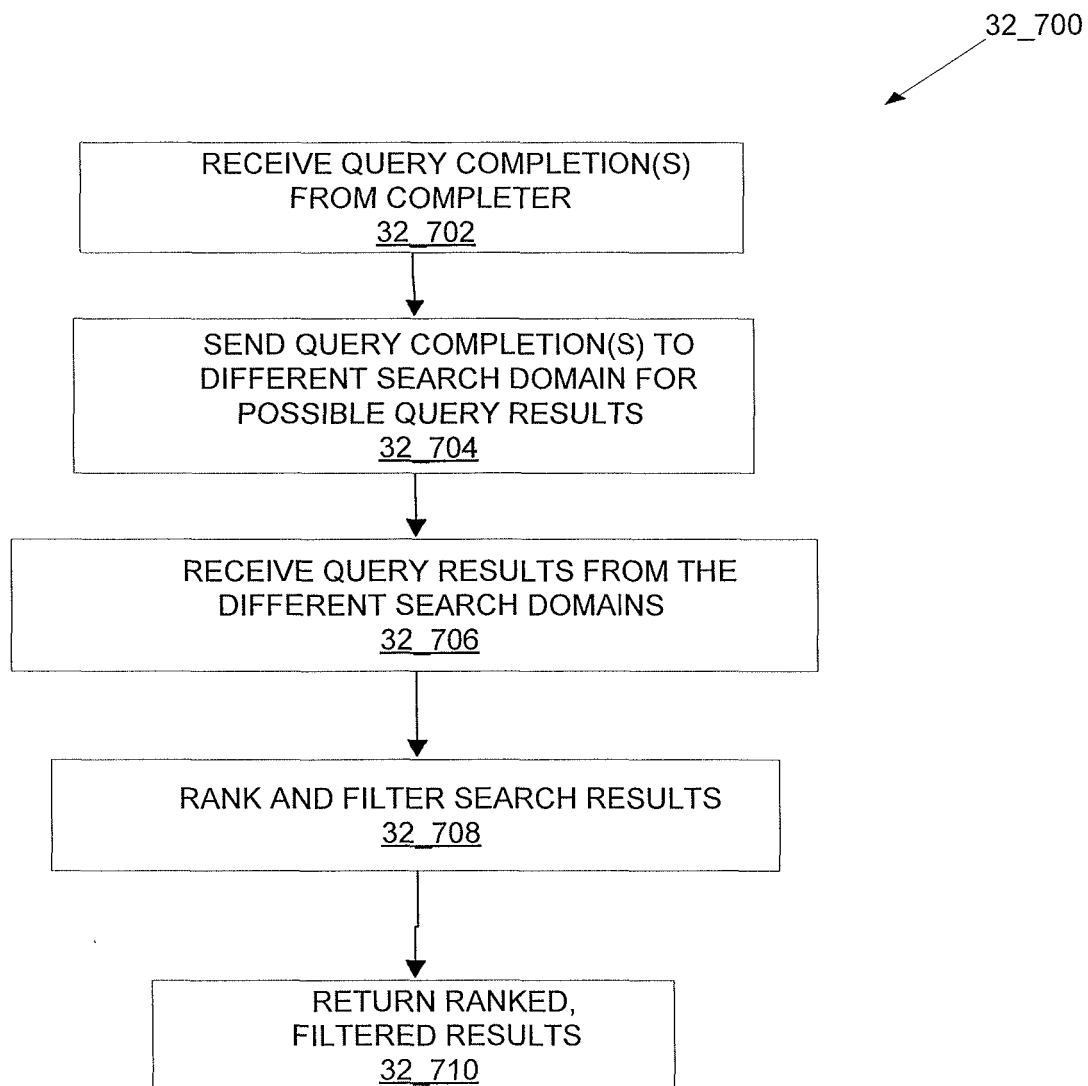 32_700
RECEIVE QUERY COMPLETION(S)
FROM COMPLETER
32_702
SEND QUERY COMPLETION(S) TO
DIFFERENT SEARCH DOMAIN FOR
POSSIBLE QUERY RESULTS
32_704
RECEIVE QUERY RESULTS FROM THE
DIFFERENT SEARCH DOMAINS
32_706
RANK AND FILTER SEARCH RESULTS
32_708
RETURN RANKED,
FILTERED RESULTS
32_710